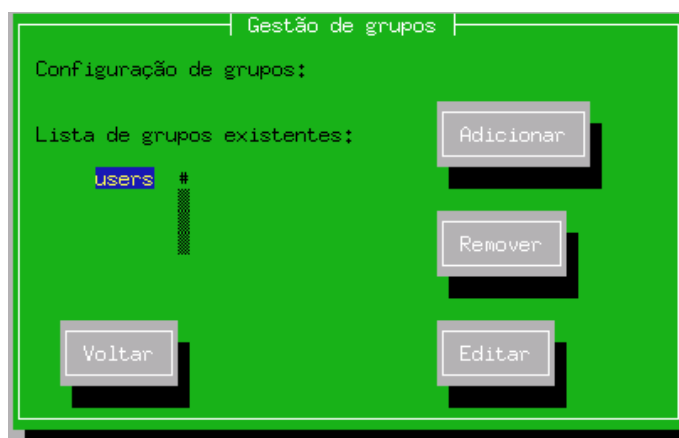 Gestão de grupos
Configuração de grupos:
Lista de grupos existentes:
Adicionar
users #
Remover
Voltar
Editar